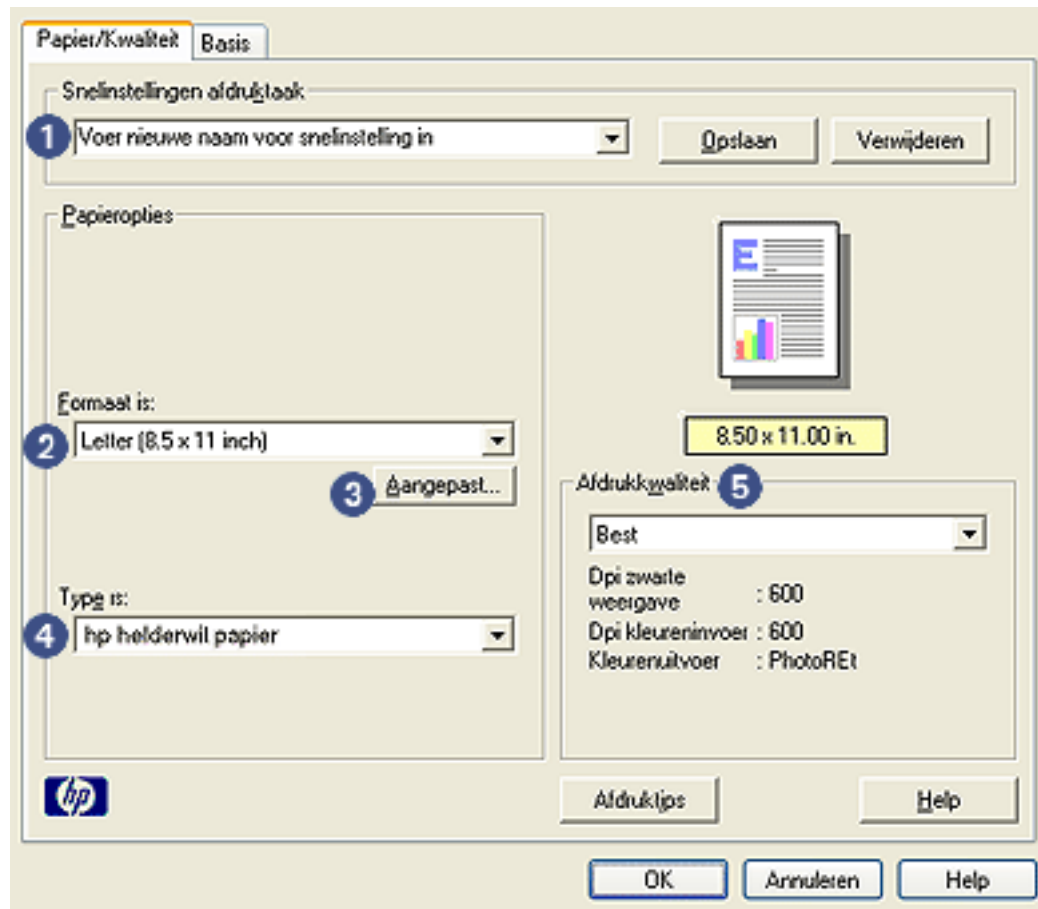 Papier/Kwaliteit Basis
Snelinstellingen afdruktaak
1 Voer nieuwe naam voor snelinstelling in Opslaan Verwijderen
Papieropties
E
Formaat is:
2 Letter (8.5 x 11 inch)
8.50 x 11.00 in.
3 Aangepast...
Afdrukkwaliteit 5
Best
Type is:
4 hp helderwit papier
Dpi zwarte weergave : 600
Dpi kleureninvoer : 600
Kleurenuitvoer : PhotoREt
hp
Afdruktips Help
OK Annuleren Help